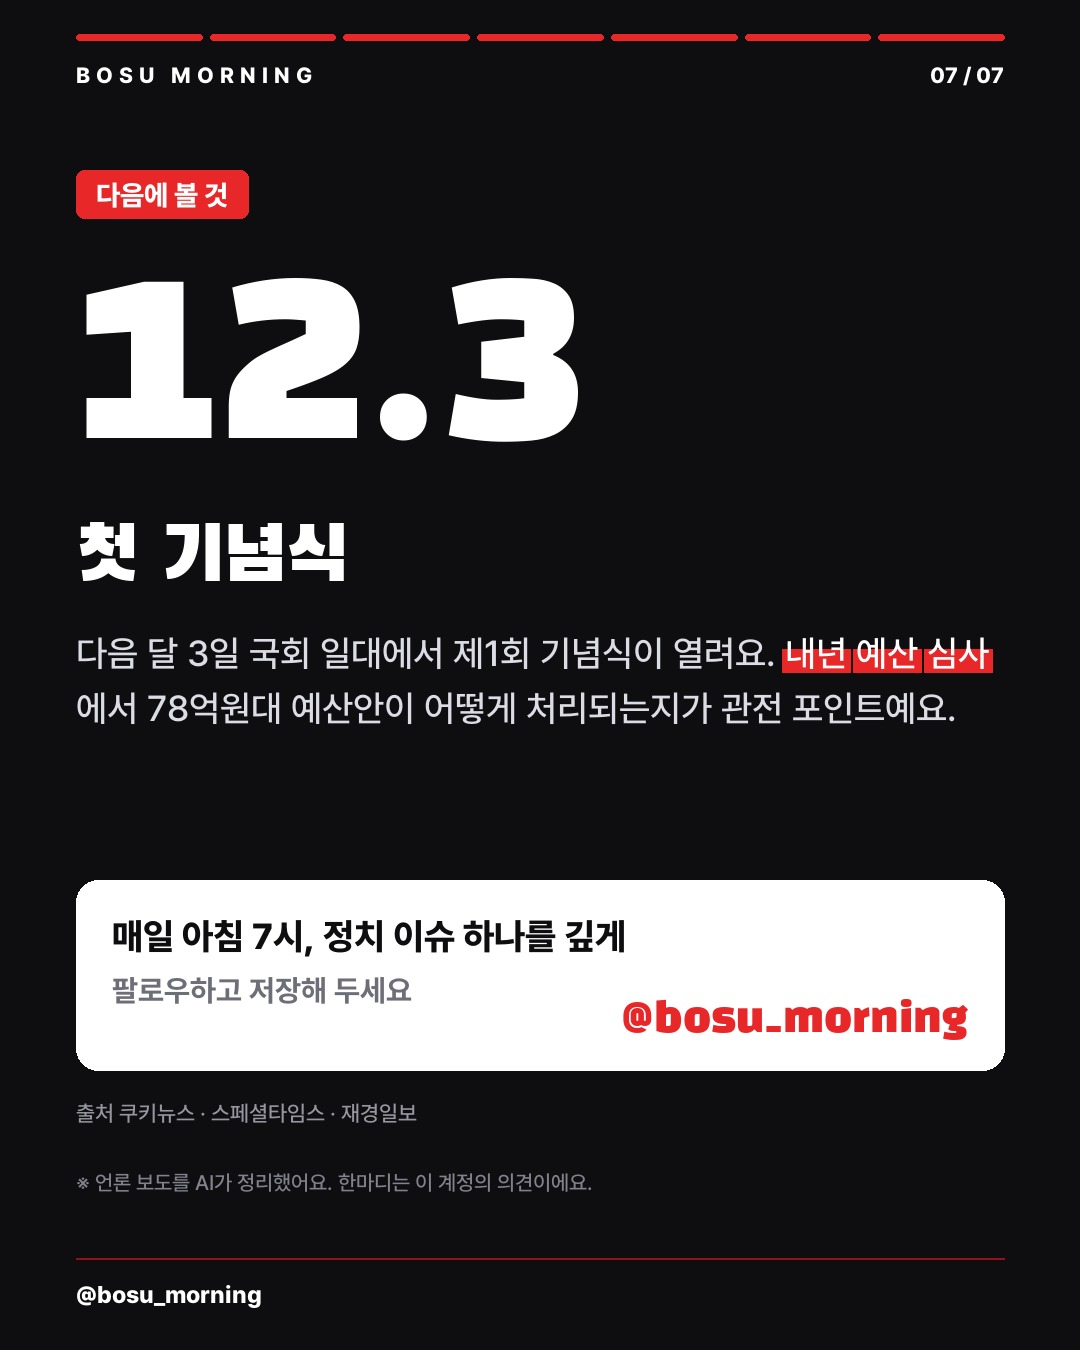 BOSU MORNING
07 / 07
다음에 볼 것
12.3
첫 기념식
다음 달 3일 국회 일대에서 제1회 기념식이 열려요. 내년 예산 심사
에서 78억원대 예산안이 어떻게 처리되는지가 관전 포인트예요.
매일 아침 7시, 정치 이슈 하나를 깊게
팔로우하고 저장해 두세요
@bosu_morning
출처 쿠키뉴스 · 스페셜타임스 · 재경일보
※ 언론 보도를 AI가 정리했어요. 한마디는 이 계정의 의견이에요.
@bosu_morning